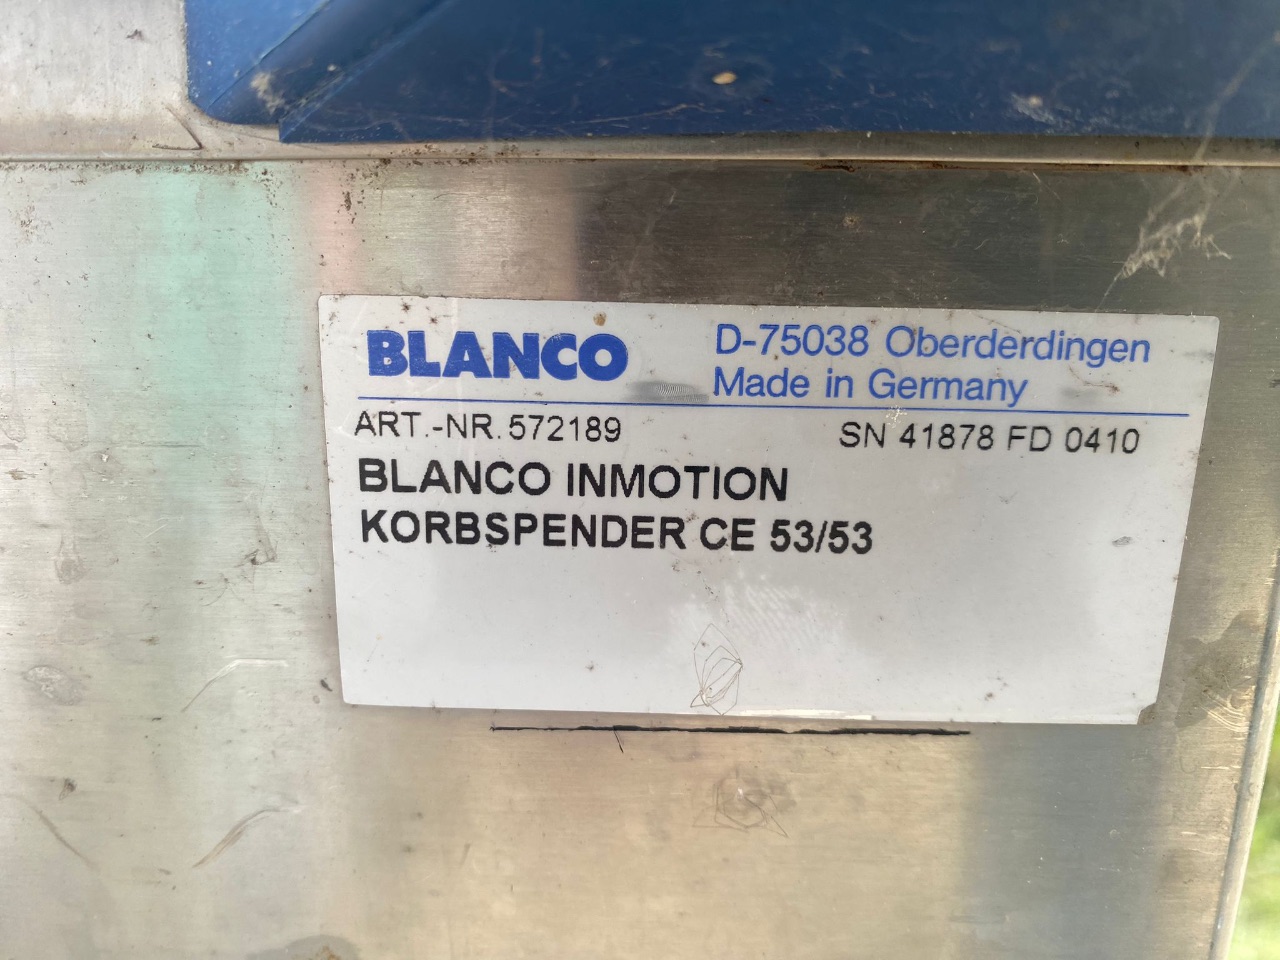 BLANCO
D-75038 Oberderdingen
Made in Germany
ART.-NR. 572189
SN 41878 FD 0410
BLANCO INMOTION
KORBSPENDER CE 53/53